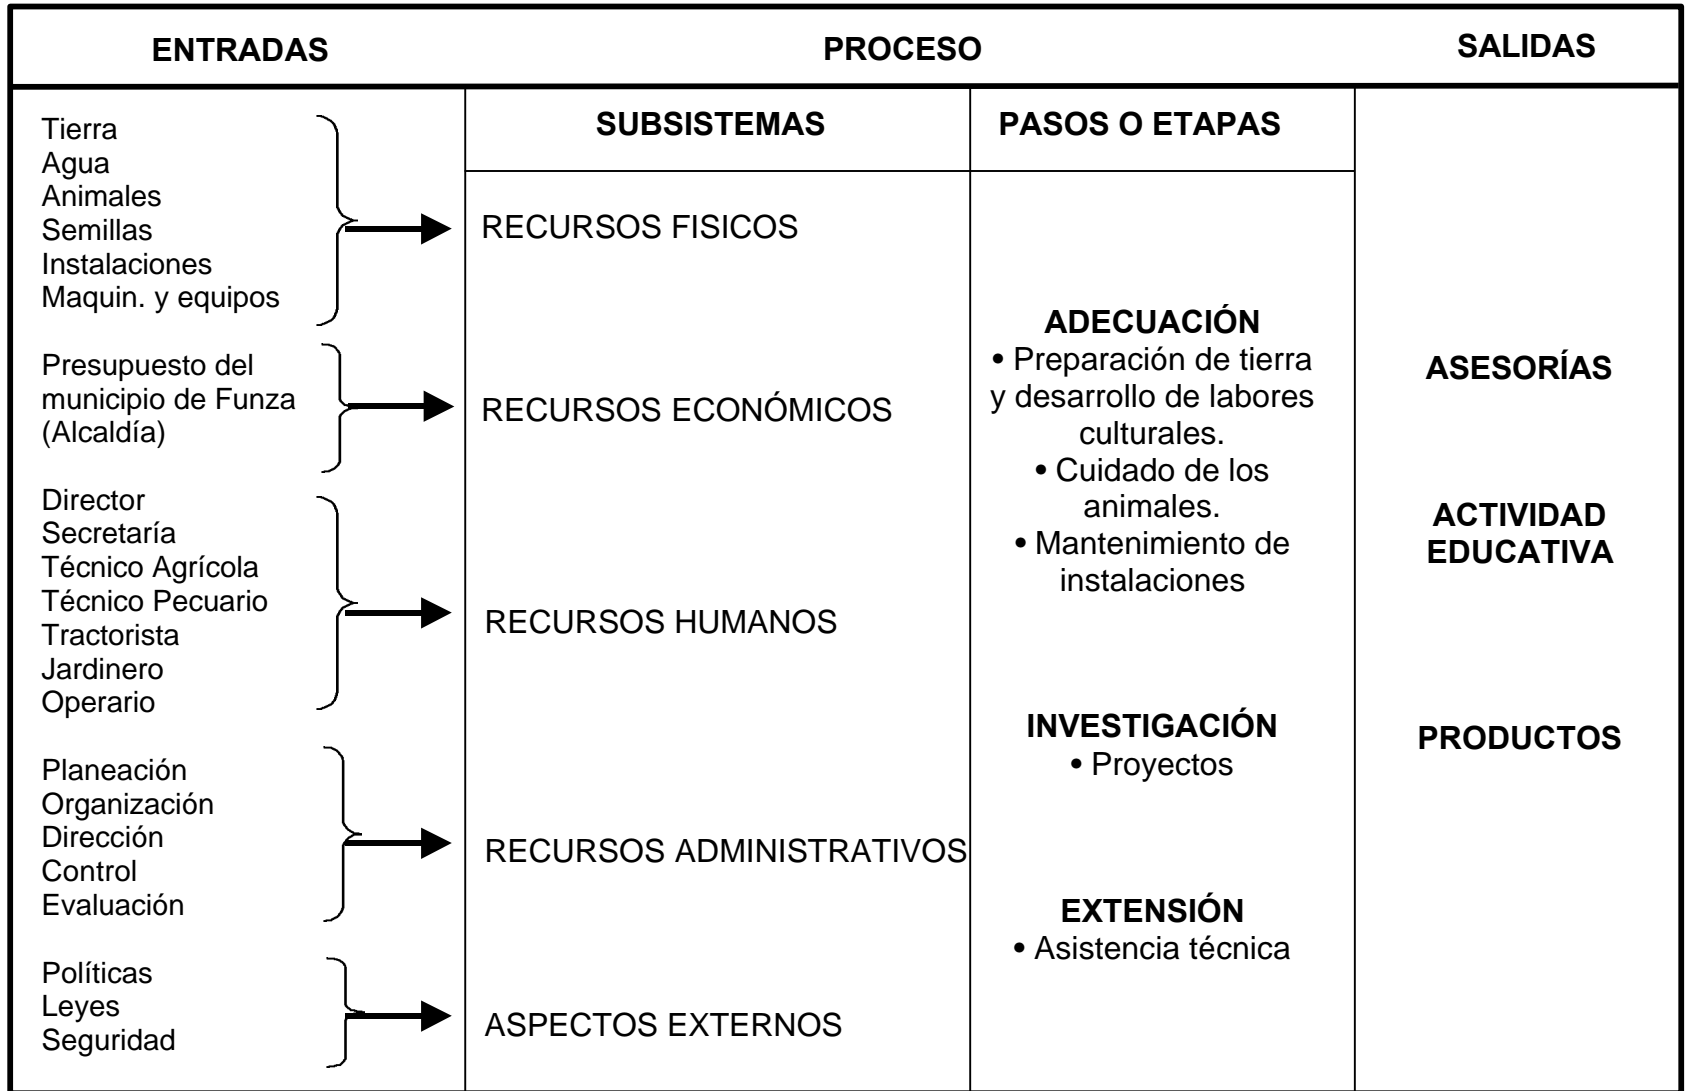 ENTRADAS
PROCESO
SALIDAS
SUBSISTEMAS
PASOS O ETAPAS
Tierra
Agua
Animales
Semillas
Instalaciones
Maquin. y equipos
RECURSOS FISICOS
Presupuesto del
municipio de Funza
(Alcaldía)
RECURSOS ECONÓMICOS
Director
Secretaría
Técnico Agrícola
Técnico Pecuario
Tractorista
Jardinero
Operario
RECURSOS HUMANOS
Planeación
Organización
Dirección
Control
Evaluación
RECURSOS ADMINISTRATIVOS
Políticas
Leyes
Seguridad
ASPECTOS EXTERNOS
ADECUACIÓN
• Preparación de tierra
y desarrollo de labores
culturales.
• Cuidado de los
animales.
• Mantenimiento de
instalaciones
INVESTIGACIÓN
• Proyectos
EXTENSIÓN
• Asistencia técnica
ASESORÍAS
ACTIVIDAD
EDUCATIVA
PRODUCTOS